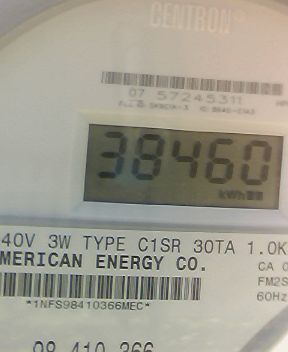 CENTRON®
07 57245311
38460
kWh
40V 3W TYPE C1SR 30TA 1.0K
MERICAN ENERGY CO.
CA 0
FM2S
60Hz
*1NFS98410366MEC*
98 410 366